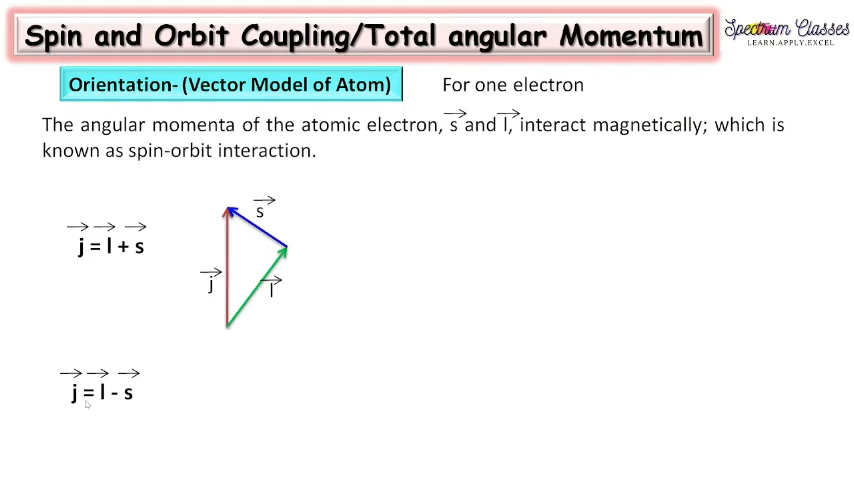 Spin and Orbit Coupling/Total angular Momentum
Spectrum Classes
LEARN.APPLY.EXCEL
Orientation- (Vector Model of Atom)
For one electron
The angular momenta of the atomic electron, s and l, interact magnetically; which is
known as spin-orbit interaction.
s
j = l + s
j
l
j = l - s